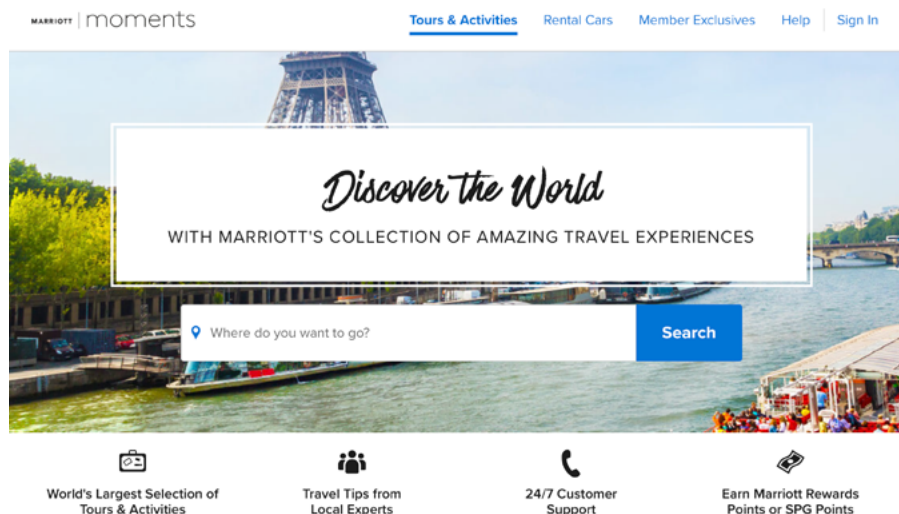 MARRIOTT | moments
Tours & Activities
Rental Cars
Member Exclusives
Help
Sign In
Discover the World
WITH MARRIOTT'S COLLECTION OF AMAZING TRAVEL EXPERIENCES
Where do you want to go?
Search
World's Largest Selection of
Tours & Activities
Travel Tips from
Local Experts
24/7 Customer
Support
Earn Marriott Rewards
Points or SPG Points